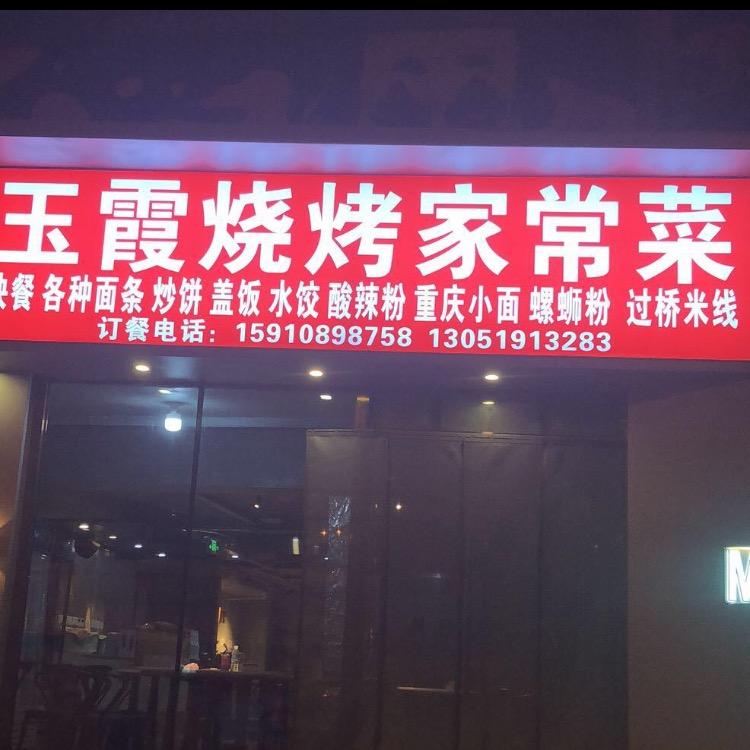 玉霞烧烤家常菜
快餐 各种面条 炒饼 盖饭 水饺 酸辣粉 重庆小面 螺蛳粉 过桥米线
订餐电话：15910898758 13051913283
M